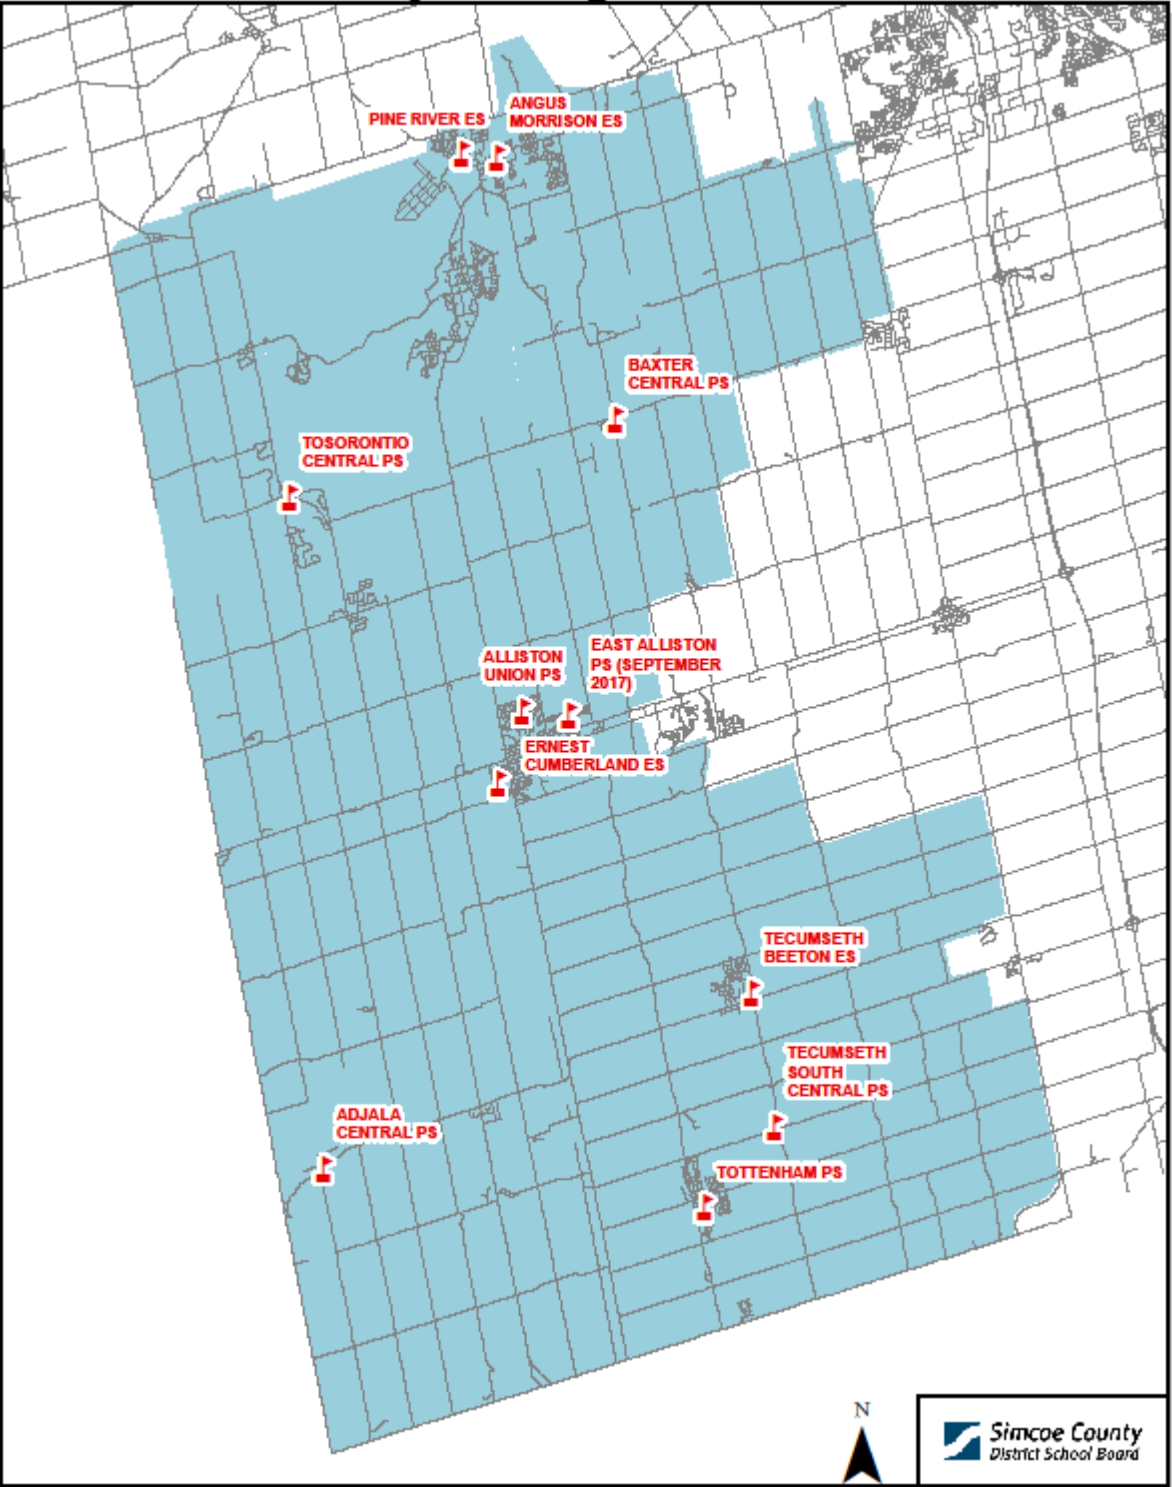 PINE RIVER ES
ANGUS
MORRISON ES
BAXTER
CENTRAL PS
TOSORONTIO
CENTRAL PS
ALLISTON
UNION PS
EAST ALLISTON
PS (SEPTEMBER
2017)
ERNEST
CUMBERLAND ES
TECUMSETH
BEETON ES
TECUMSETH
SOUTH
CENTRAL PS
ADJALA
CENTRAL PS
TOTTENHAM PS
N
Simcoe County
District School Board